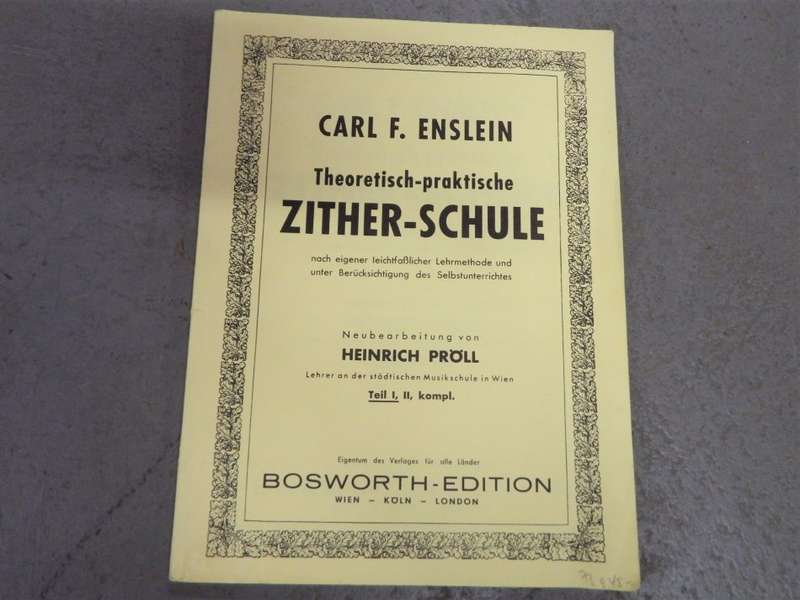 CARL F. ENSLEIN
Theoretisch-praktische
ZITHER-SCHULE
nach eigener leichtfaßlicher Lehrmethode und
unter Berücksichtigung des Selbstunterrichtes
Neubearbeitung von
HEINRICH PRÖLL
Lehrer an der städtischen Musikschule in Wien
Teil I, II, kompl.
Eigentum des Verlages für alle Länder
BOSWORTH-EDITION
WIEN – KÖLN – LONDON